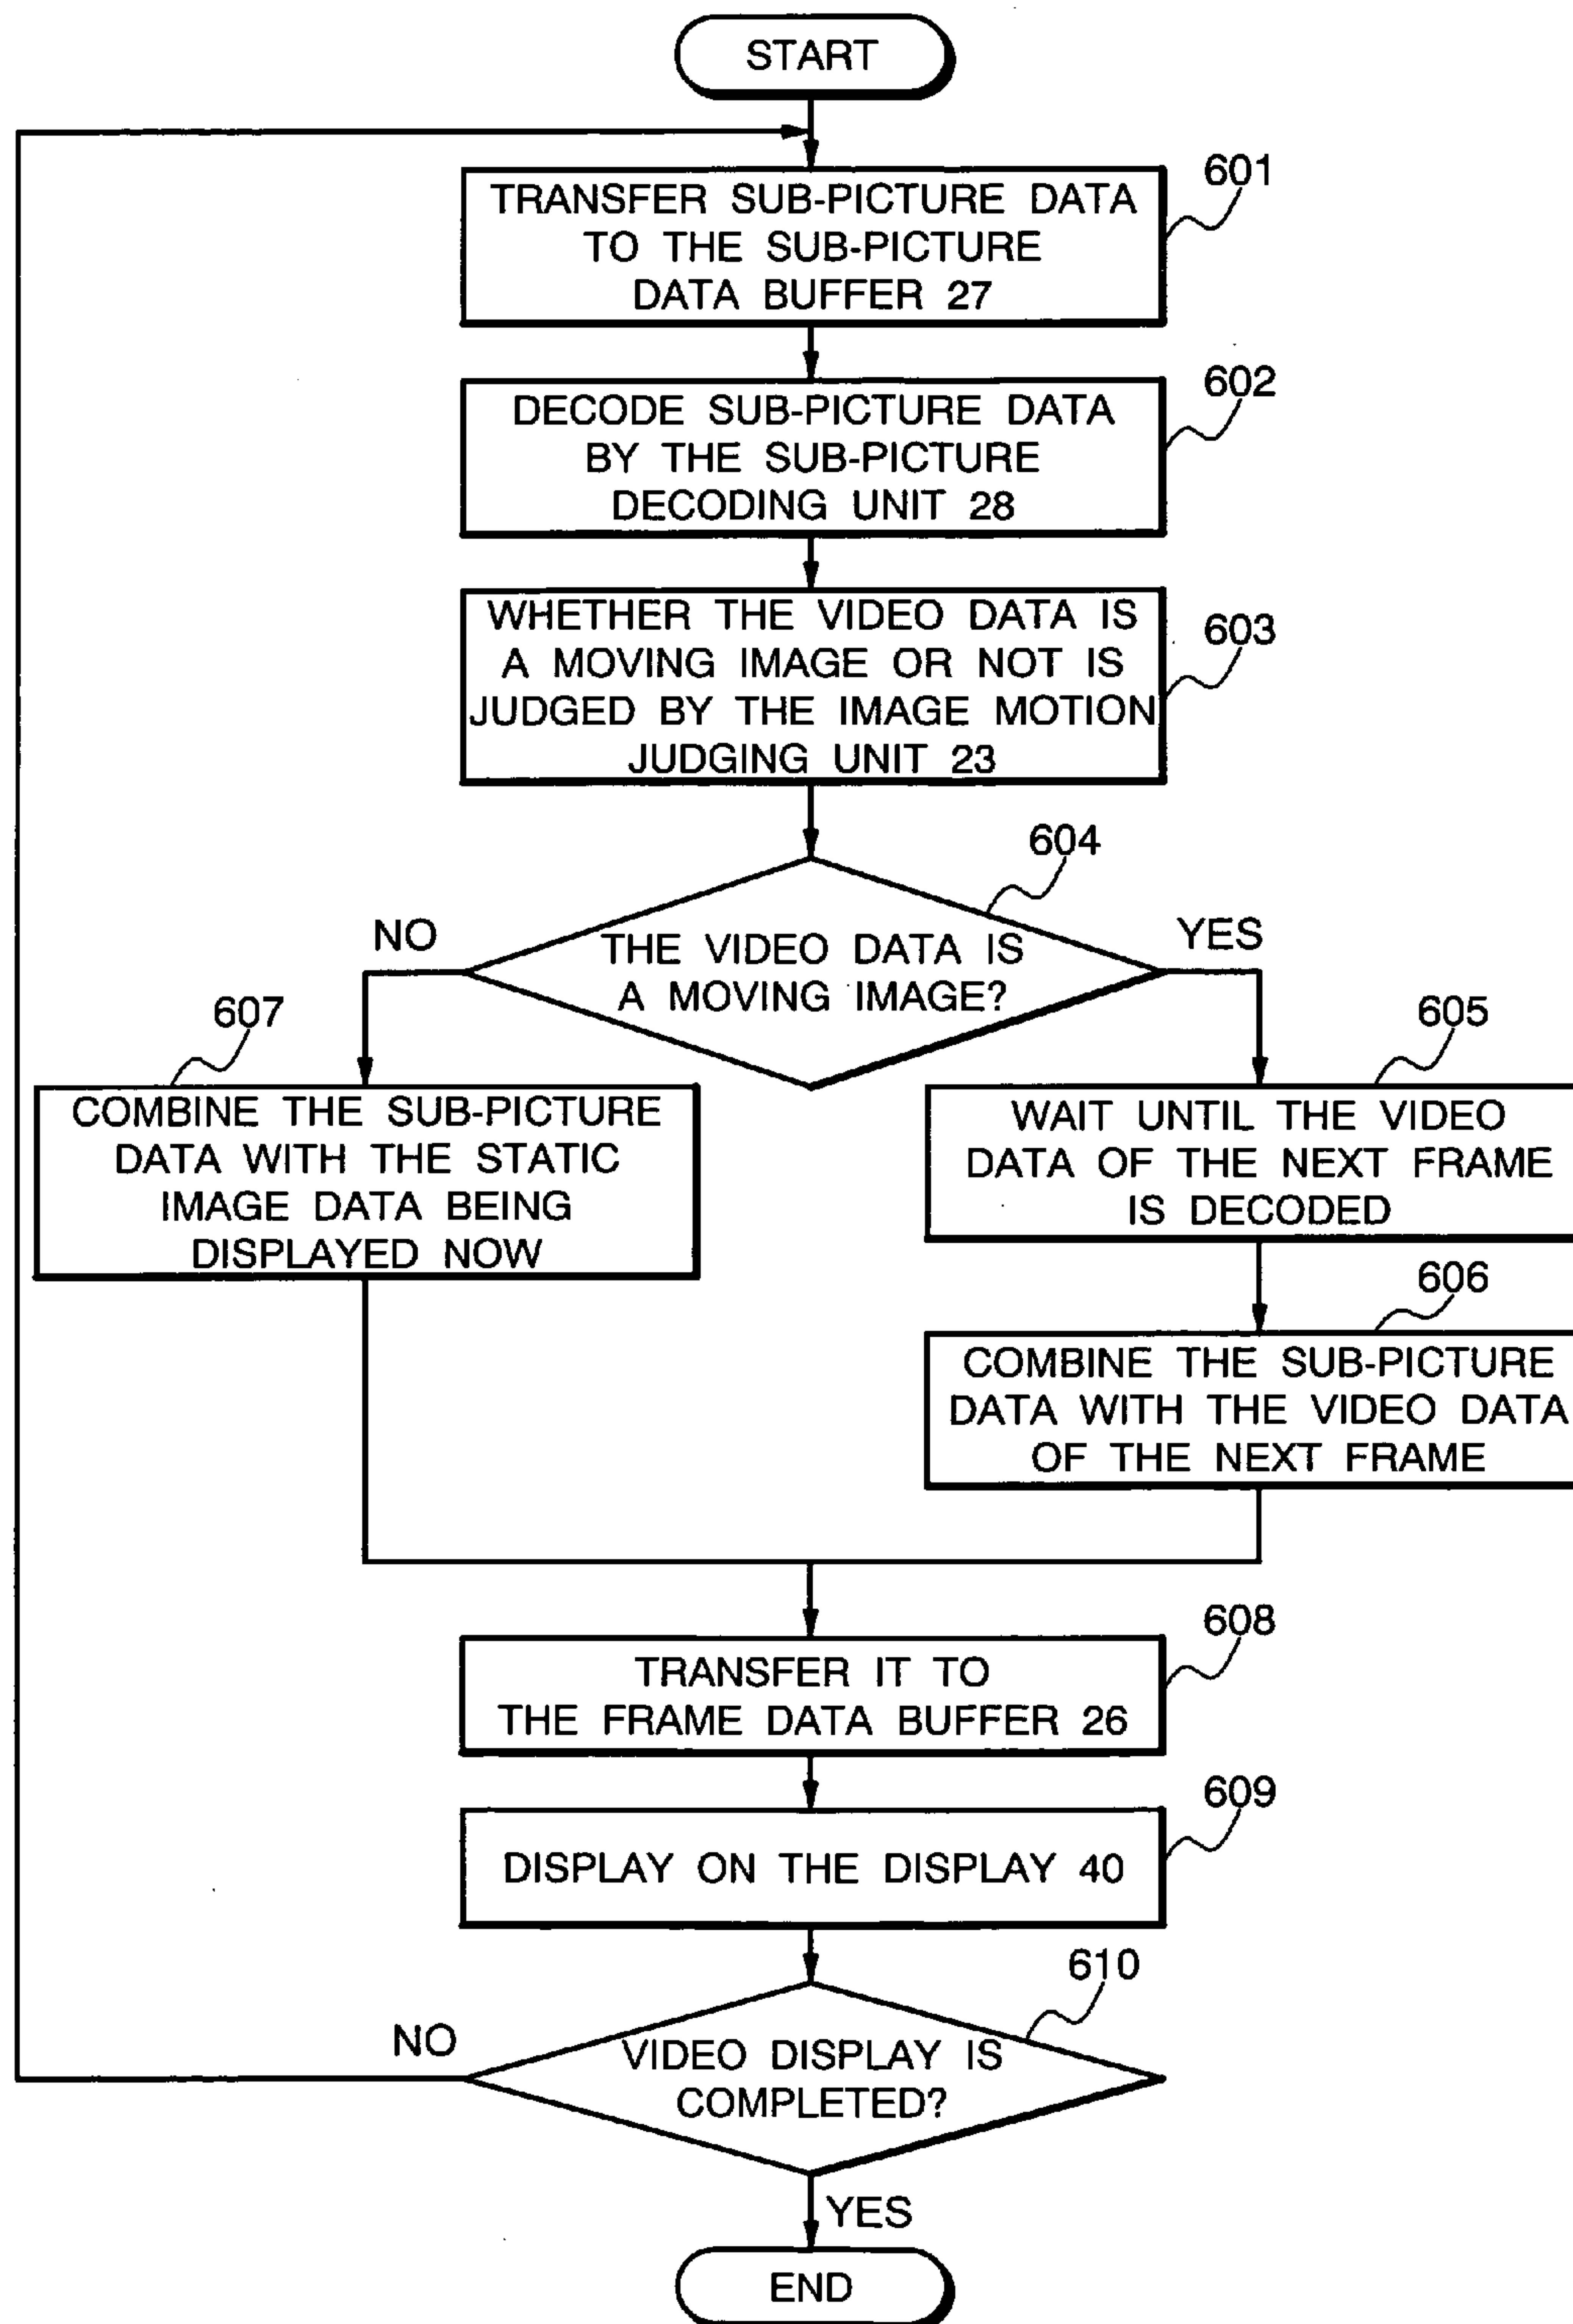 START
TRANSFER SUB-PICTURE DATA
TO THE SUB-PICTURE
DATA BUFFER 27
601
DECODE SUB-PICTURE DATA
BY THE SUB-PICTURE
DECODING UNIT 28
602
WHETHER THE VIDEO DATA IS
A MOVING IMAGE OR NOT IS
JUDGED BY THE IMAGE MOTION
JUDGING UNIT 23
603
604
NO
THE VIDEO DATA IS
A MOVING IMAGE?
YES
607
COMBINE THE SUB-PICTURE
DATA WITH THE STATIC
IMAGE DATA BEING
DISPLAYED NOW
605
WAIT UNTIL THE VIDEO
DATA OF THE NEXT FRAME
IS DECODED
606
COMBINE THE SUB-PICTURE
DATA WITH THE VIDEO DATA
OF THE NEXT FRAME
608
TRANSFER IT TO
THE FRAME DATA BUFFER 26
609
DISPLAY ON THE DISPLAY 40
610
NO
VIDEO DISPLAY IS
COMPLETED?
YES
END